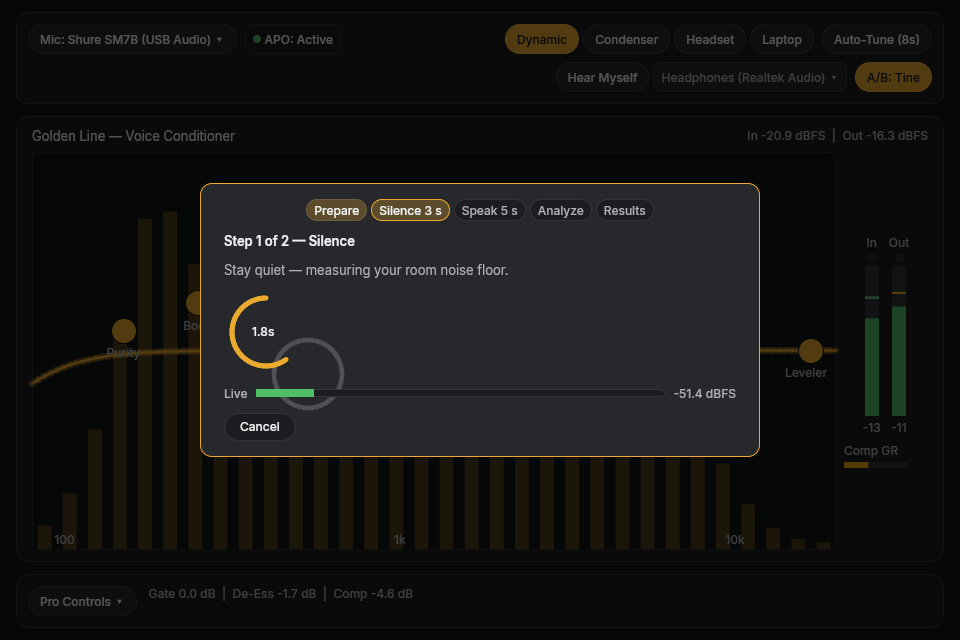 Mic: Shure SM7B (USB Audio) ▾
APO: Active
Dynamic
Condenser
Headset
Laptop
Auto-Tune (8s)
Hear Myself
Headphones (Realtek Audio) ▾
A/B: Tine
Golden Line — Voice Conditioner
In -20.9 dBFS | Out -16.3 dBFS
Prepare
Silence 3 s
Speak 5 s
Analyze
Results
Step 1 of 2 — Silence
Stay quiet — measuring your room noise floor.
1.8s
Live
-51.4 dBFS
Cancel
Purity
Leveler
In Out
-13 -11
Comp GR
100
1k
10k
Pro Controls ▾
Gate 0.0 dB | De-Ess -1.7 dB | Comp -4.6 dB